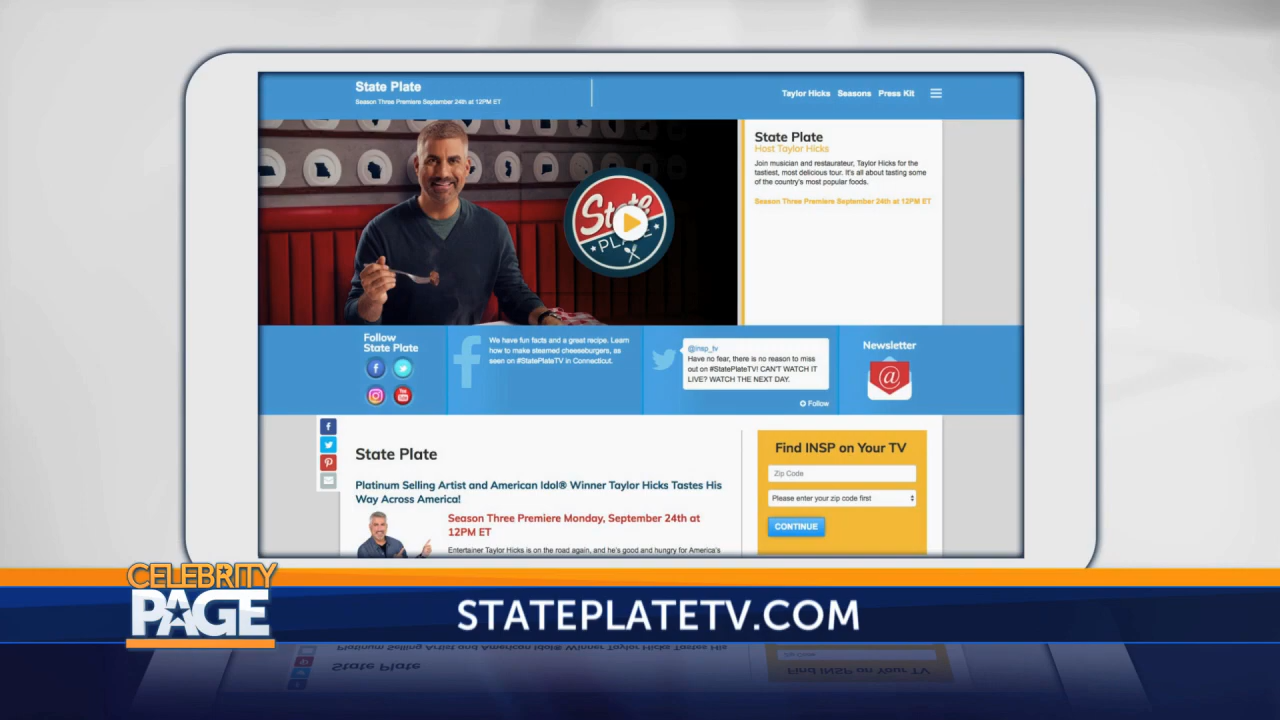 State Plate
Season Three Premiere September 24th at 12PM ET
Taylor Hicks Seasons Press Kit
State
PLATE
State Plate
Host Taylor Hicks
Join musician and restaurateur, Taylor Hicks for the
tastiest, most delicious tour. It's all about tasting some
of the country's most popular foods.
Season Three Premiere September 24th at 12PM ET
Follow
State Plate
We have fun facts and a great recipe. Learn
how to make steamed cheeseburgers, as
seen on #StatePlateTV in Connecticut.
@insp_tv
Have no fear, there is no reason to miss
out on #StatePlateTV! CAN'T WATCH IT
LIVE? WATCH THE NEXT DAY.
Follow
Newsletter
State Plate
Platinum Selling Artist and American Idol® Winner Taylor Hicks Tastes His
Way Across America!
Season Three Premiere Monday, September 24th at
12PM ET
Entertainer Taylor Hicks is on the road again, and he's good and hungry for America's
Find INSP on Your TV
Zip Code
Please enter your zip code first
CONTINUE
CELEBRITY
PAGE
STATEPLATETV.COM